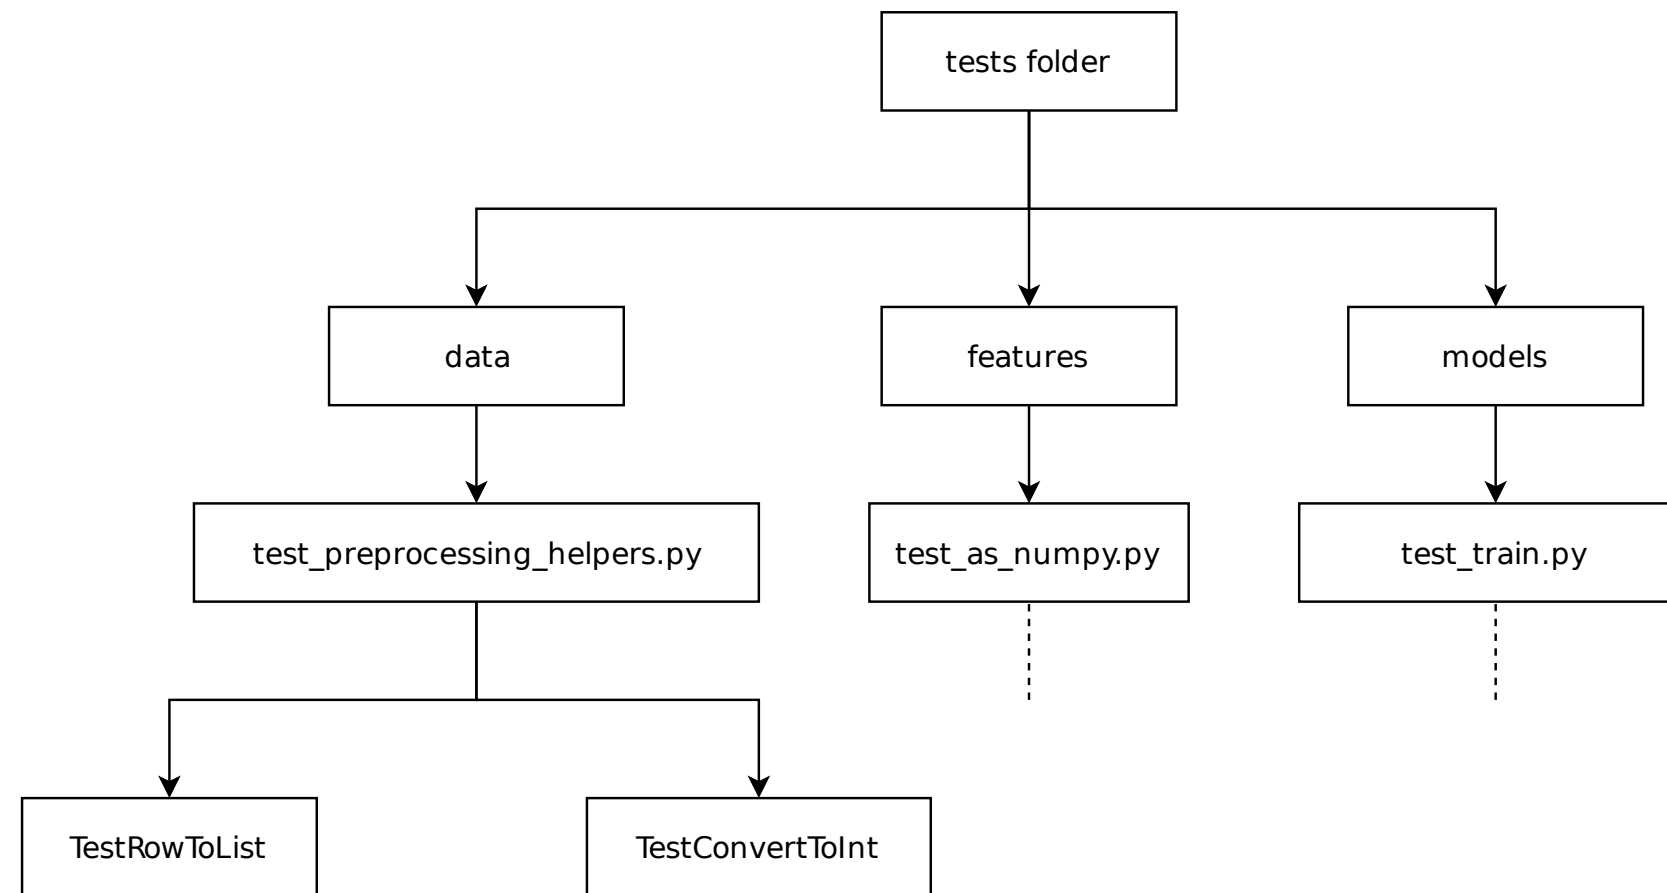 tests folder
data
features
models
test_preprocessing_helpers.py
test_as_numpy.py
test_train.py
TestRowToList
TestConvertToInt